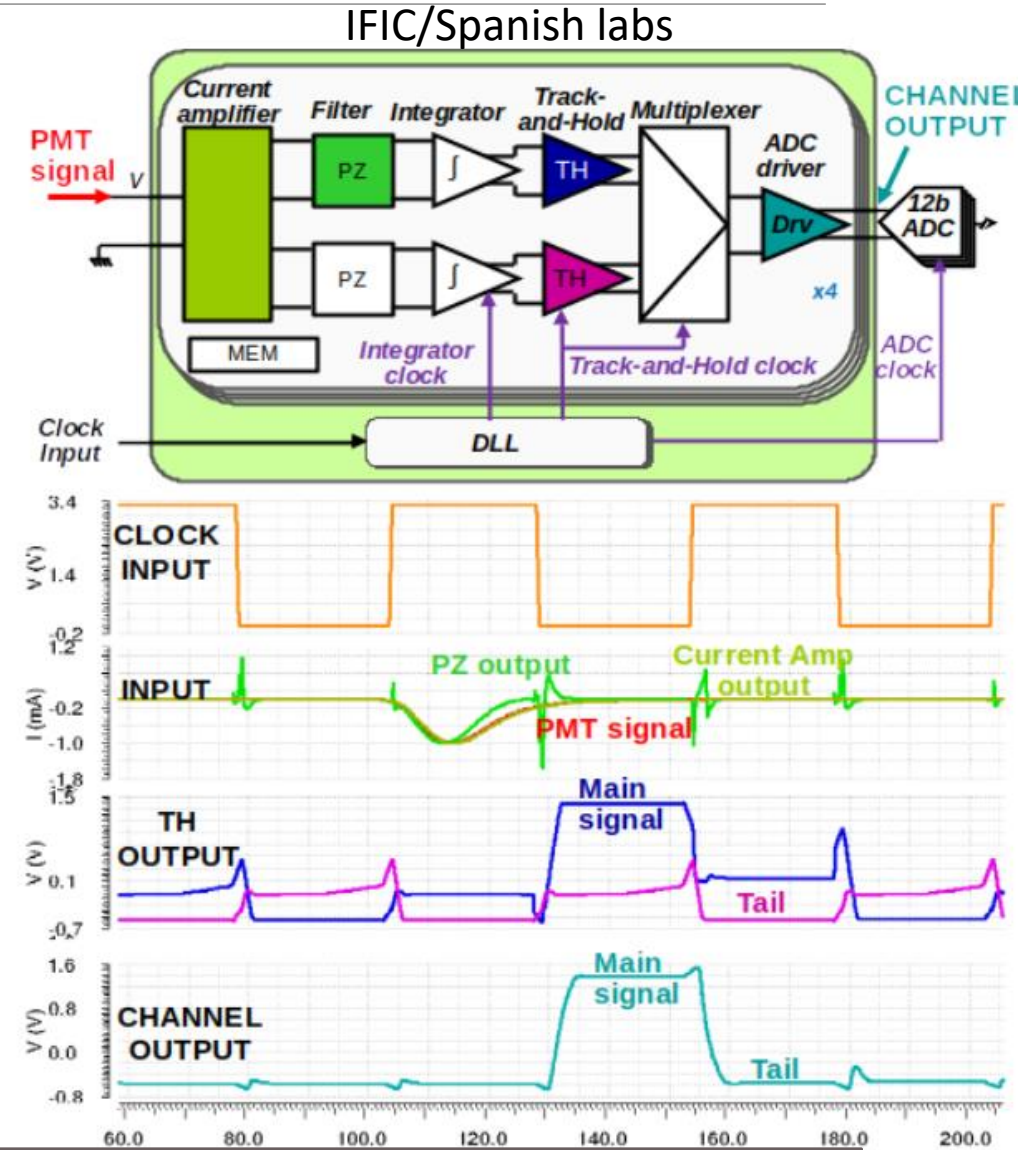 IFIC/Spanish labs
Current
amplifier
Filter
Integrator
Track-
and-Hold
Multiplexer
CHANNEL
OUTPUT
PMT
signal
V
ADC
driver
PZ
∫
TH
Drv
12b
ADC
PZ
∫
TH
x4
MEM
Integrator
clock
Track-and-Hold clock
ADC
clock
Clock
Input
DLL
3.4
CLOCK
INPUT
V (V)
1.4
-0.2
1.2
PZ output
Current Amp
output
INPUT
I (mA)
-0.2
PMT signal
-1.0
-1.8
1.5
Main
signal
TH
OUTPUT
V (V)
0.1
Tail
-0.7
1.6
Main
signal
0.8
CHANNEL
OUTPUT
V (V)
0.0
Tail
-0.8
60.0 80.0 100.0 120.0 140.0 160.0 180.0 200.0